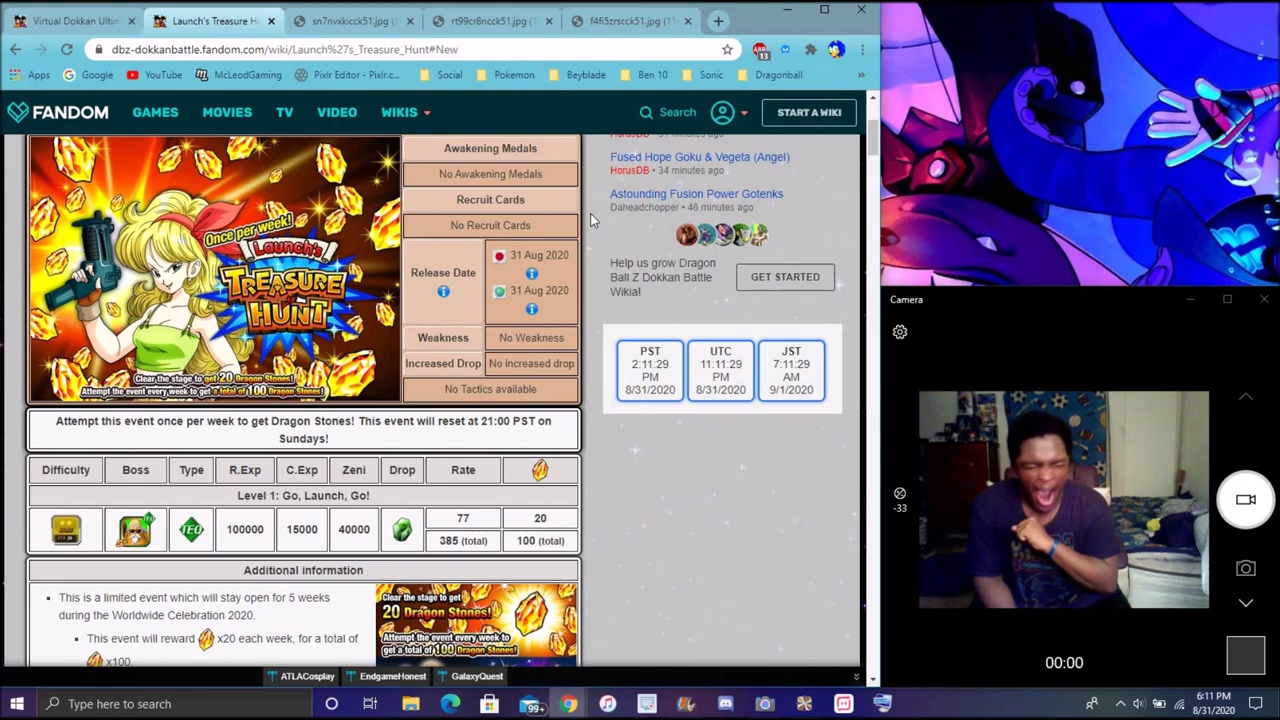 Virtual Dokkan Ultim
Launch's Treasure Hu
sn7nvxkicck51.jpg
rt99cr8ncck51.jpg
f4fi5zrscck51.jpg
dbz-dokkanbattle.fandom.com/wiki/Launch%27s_Treasure_Hunt#New
13
Apps
Google
YouTube
McLeodGaming
Pixlr Editor - Pixlr.c...
Social
Pokemon
Beyblade
Ben 10
Sonic
Dragonball
FANDOM
GAMES
MOVIES
TV
VIDEO
WIKIS
Search
START A WIKI
Once per week!
Launch's
TREASURE
HUNT
Clear the stage to get 20 Dragon Stones!
Attempt the event every week to get a total of 100 Dragon Stones!
Awakening Medals
No Awakening Medals
Recruit Cards
No Recruit Cards
Release Date
31 Aug 2020
31 Aug 2020
Weakness
No Weakness
Increased Drop
No increased drop
No Tactics available
Fused Hope Goku & Vegeta (Angel)
HorusDB • 34 minutes ago
Astounding Fusion Power Gotenks
Daheadchopper • 46 minutes ago
Help us grow Dragon
Ball Z Dokkan Battle
Wikia!
GET STARTED
PST
2:11:29
PM
8/31/2020
UTC
11:11:29
PM
8/31/2020
JST
7:11:29
AM
9/1/2020
Attempt this event once per week to get Dragon Stones! This event will reset at 21:00 PST on
Sundays!
Difficulty
Boss
Type
R.Exp
C.Exp
Zeni
Drop
Rate
Level 1: Go, Launch, Go!
TEQ
100000
15000
40000
77
385 (total)
20
100 (total)
Additional information
This is a limited event which will stay open for 5 weeks
during the Worldwide Celebration 2020.
This event will reward x20 each week, for a total of
x100
Clear the stage to get
20 Dragon Stones!
Attempt the event every week to
get a total of 100 Dragon Stones!
ATLACosplay
EndgameHonest
GalaxyQuest
Camera
-33
00:00
Type here to search
99+
6:11 PM
8/31/2020